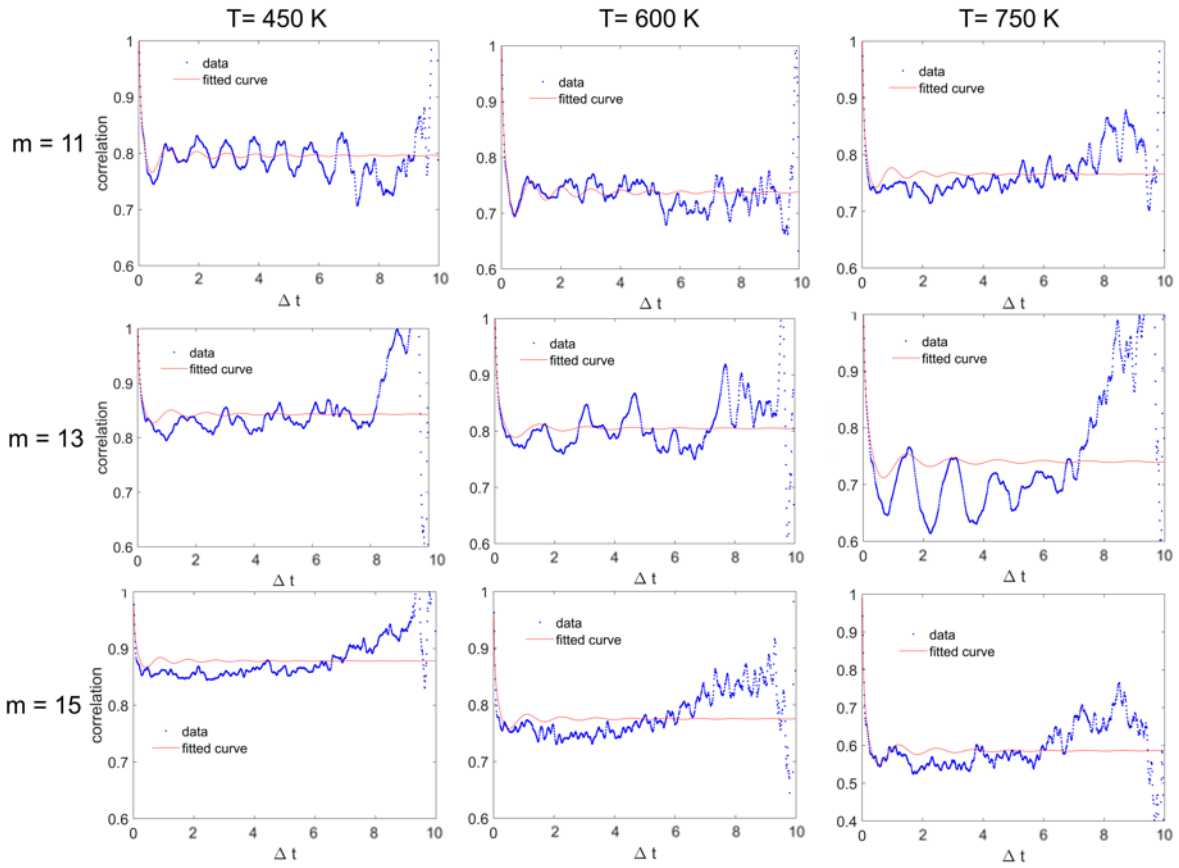 T= 450 K
T= 600 K
T= 750 K
m = 11
correlation
1
0.9
0.8
0.7
0.6
data
fitted curve
0 2 4 6 8 10
Δ t
1
0.9
0.8
0.7
0.6
data
fitted curve
0 2 4 6 8 10
Δ t
1
0.9
0.8
0.7
0.6
data
fitted curve
0 2 4 6 8 10
Δ t
m = 13
correlation
1
0.9
0.8
0.7
0.6
data
fitted curve
0 2 4 6 8 10
Δ t
1
0.9
0.8
0.7
0.6
data
fitted curve
0 2 4 6 8 10
Δ t
1
0.9
0.8
0.7
0.6
data
fitted curve
0 2 4 6 8 10
Δ t
m = 15
correlation
1
0.9
0.8
0.7
0.6
data
fitted curve
0 2 4 6 8 10
Δ t
1
0.9
0.8
0.7
0.6
data
fitted curve
0 2 4 6 8 10
Δ t
1
0.9
0.8
0.7
0.6
0.5
0.4
data
fitted curve
0 2 4 6 8 10
Δ t